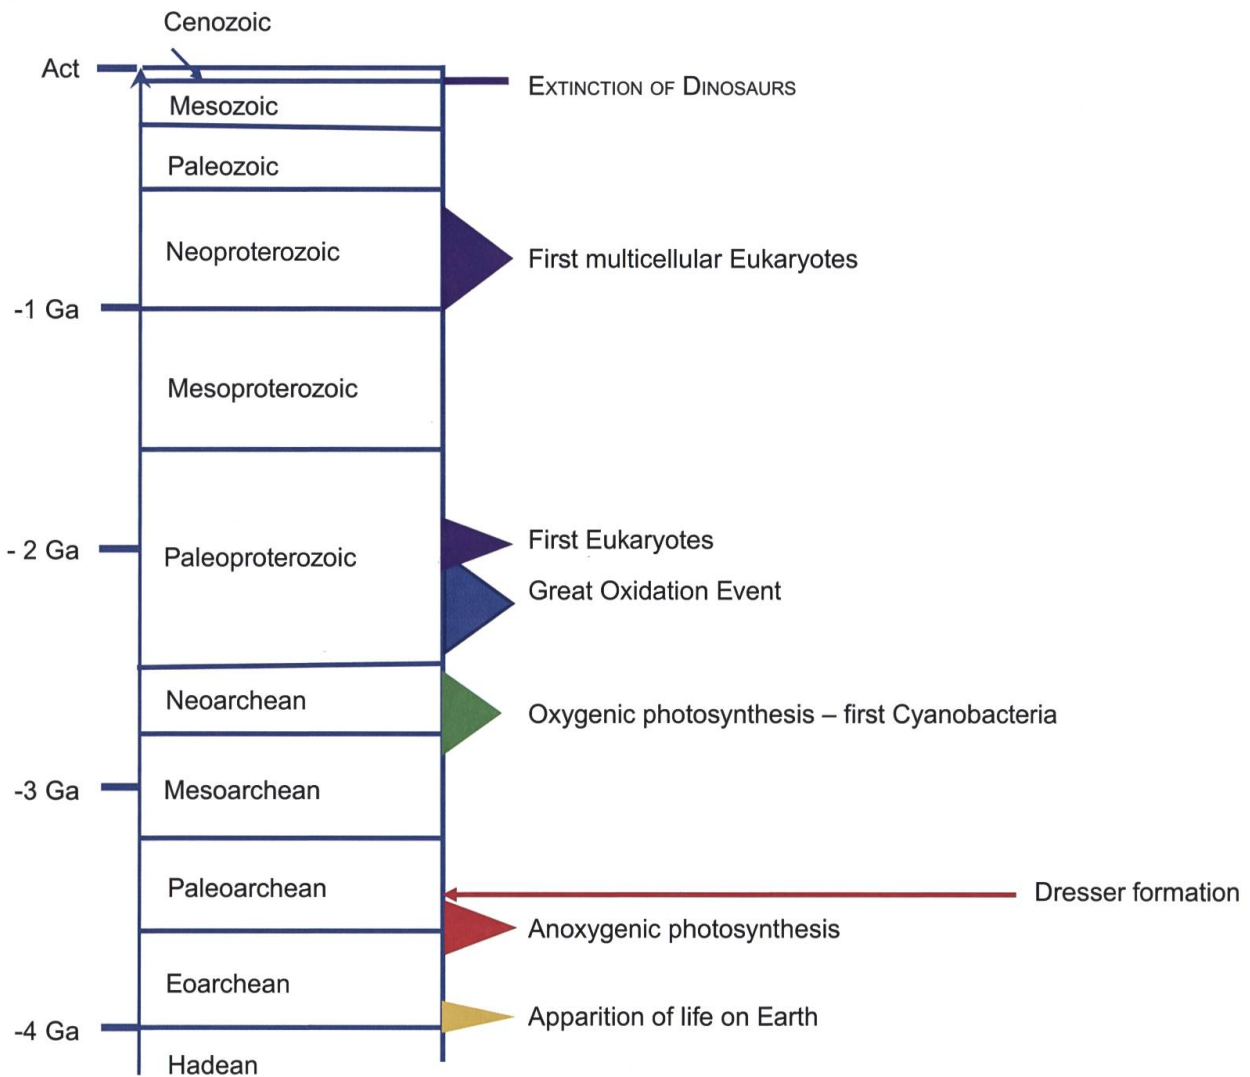 Cenozoic
Act
EXTINCTION OF DINOSAURS
Mesozoic
Paleozoic
Neoproterozoic
First multicellular Eukaryotes
-1 Ga
Mesoproterozoic
First Eukaryotes
- 2 Ga
Paleoproterozoic
Great Oxidation Event
Neoarchean
Oxygenic photosynthesis – first Cyanobacteria
-3 Ga
Mesoarchean
Paleoarchean
Dresser formation
Anoxygenic photosynthesis
Eoarchean
Apparition of life on Earth
-4 Ga
Hadean